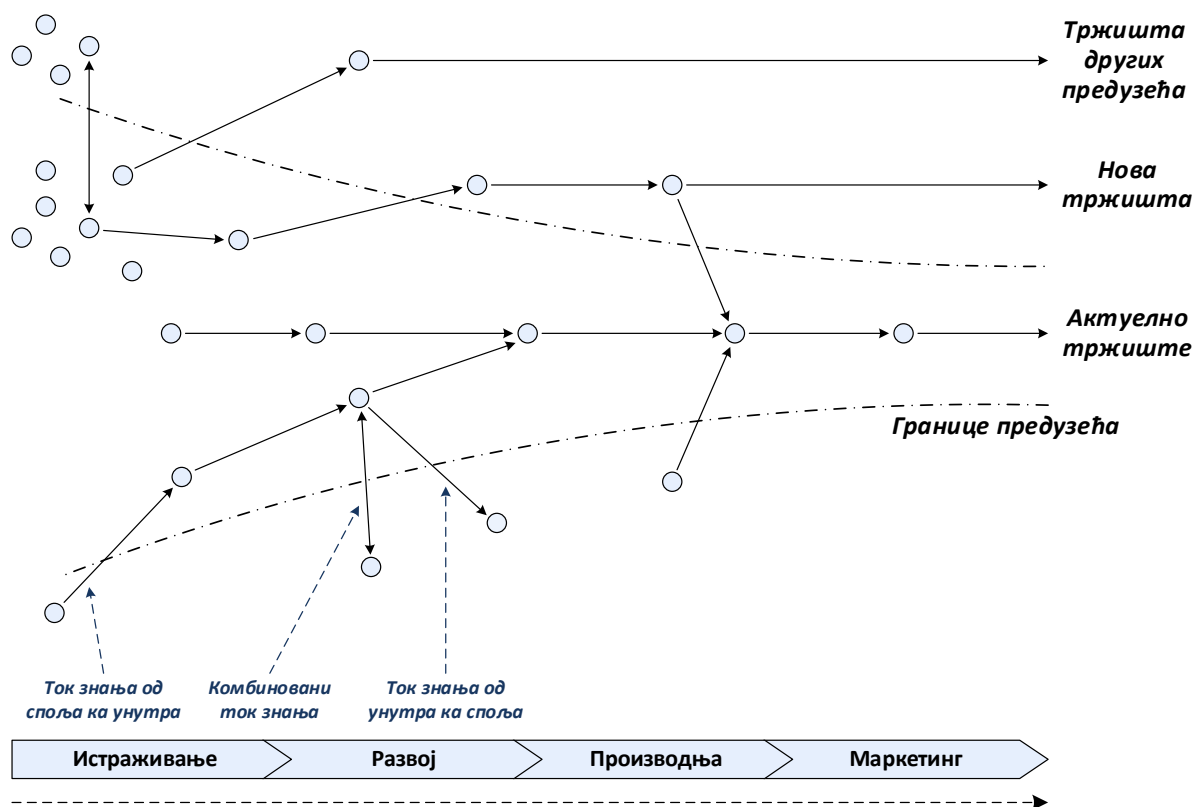 Тржишта
других
предузећа
Нова
тржишта
Актуелно
тржиште
Границе предузећа
Ток знања од
споља ка унутра
Комбиновани
ток знања
Ток знања од
унутра ка споља
Истраживање
Развој
Производња
Маркетинг